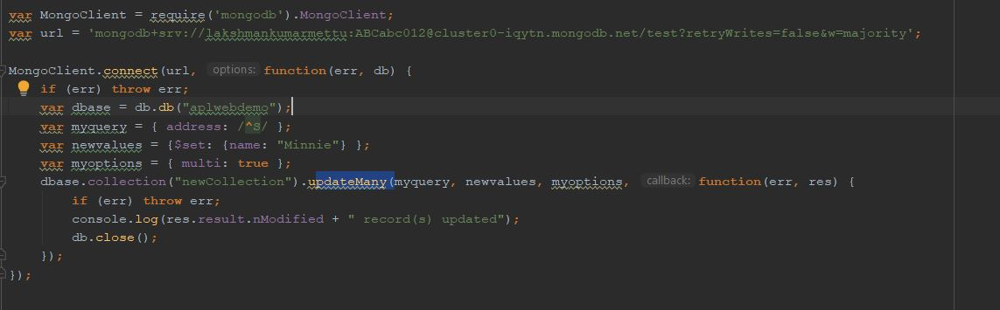 var MongoClient = require('mongodb').MongoClient;
var url = 'mongodb+srv://lakshmankumarmettu:ABCabc012@cluster0-iqytn.mongodb.net/test?retryWrites=false&w=majority';
MongoClient.connect(url, options: function(err, db) {
if (err) throw err;
var dbase = db.db("aplwebdemo");
var myquery = { address: /^S/ };
var newvalues = {$set: {name: "Minnie"} };
var myoptions = { multi: true };
dbase.collection("newCollection").updateMany(myquery, newvalues, myoptions, callback: function(err, res) {
if (err) throw err;
console.log(res.result.nModified + " record(s) updated");
db.close();
});
});